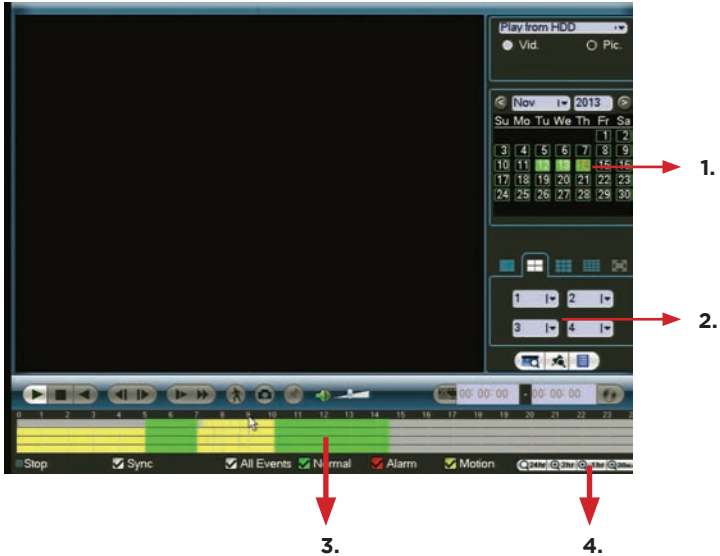 Play from HDD
Vid. Pic.
Nov 2013
Su Mo Tu We Th Fr Sa
1 2
3 4 5 6 7 8 9
10 11 12 13 14 15 16
17 18 19 20 21 22 23
24 25 26 27 28 29 30
1.
1 2
2.
3 4
00: 00: 00 - 00: 00: 00
0 1 2 3 4 5 6 7 8 9 10 11 12 13 14 15 16 17 18 19 20 21 22 23
Stop Sync All Events Normal Alarm Motion 24hr 2hr 1hr 30m
3. 4.